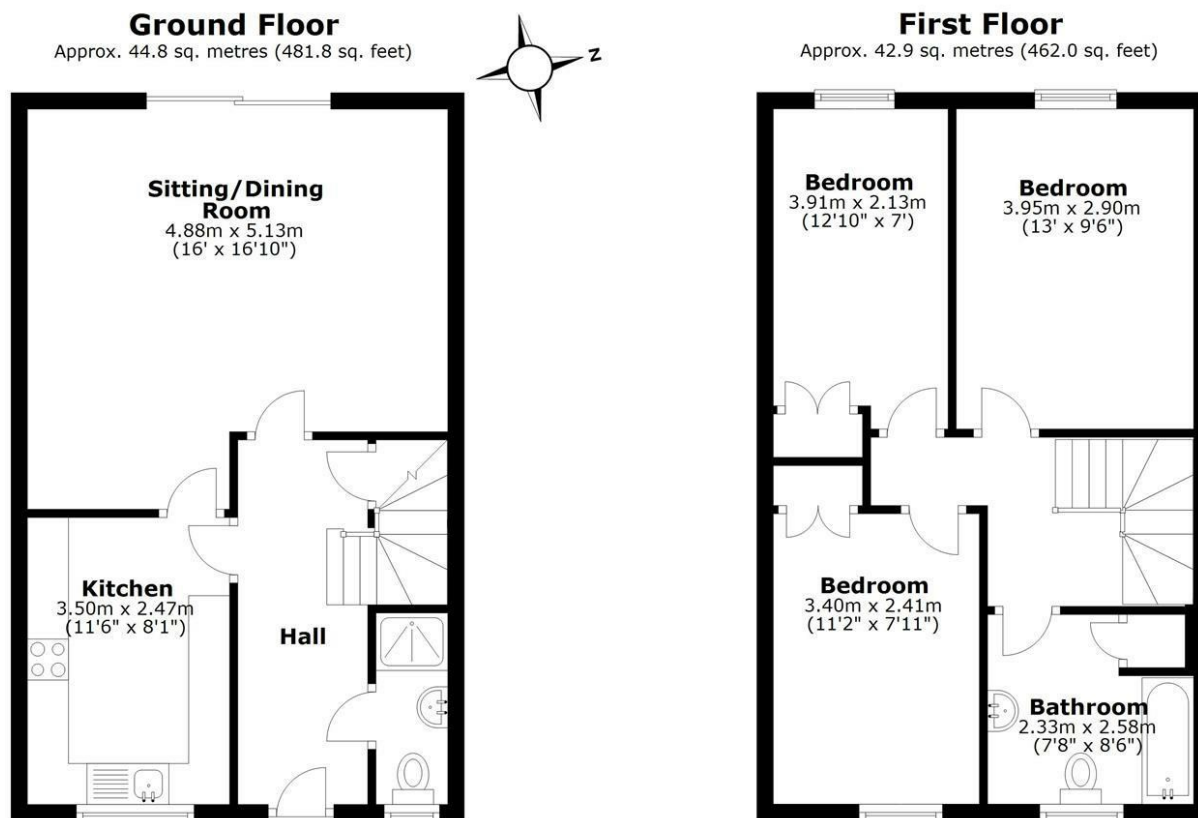 Ground Floor
Approx. 44.8 sq. metres (481.8 sq. feet)
Z
Sitting/Dining
Room
4.88m x 5.13m
(16' x 16'10")
Kitchen
3.50m x 2.47m
(11'6" x 8'1")
Hall
First Floor
Approx. 42.9 sq. metres (462.0 sq. feet)
Bedroom
3.91m x 2.13m
(12'10" x 7')
Bedroom
3.95m x 2.90m
(13' x 9'6")
Bedroom
3.40m x 2.41m
(11'2" x 7'11")
Bathroom
2.33m x 2.58m
(7'8" x 8'6")